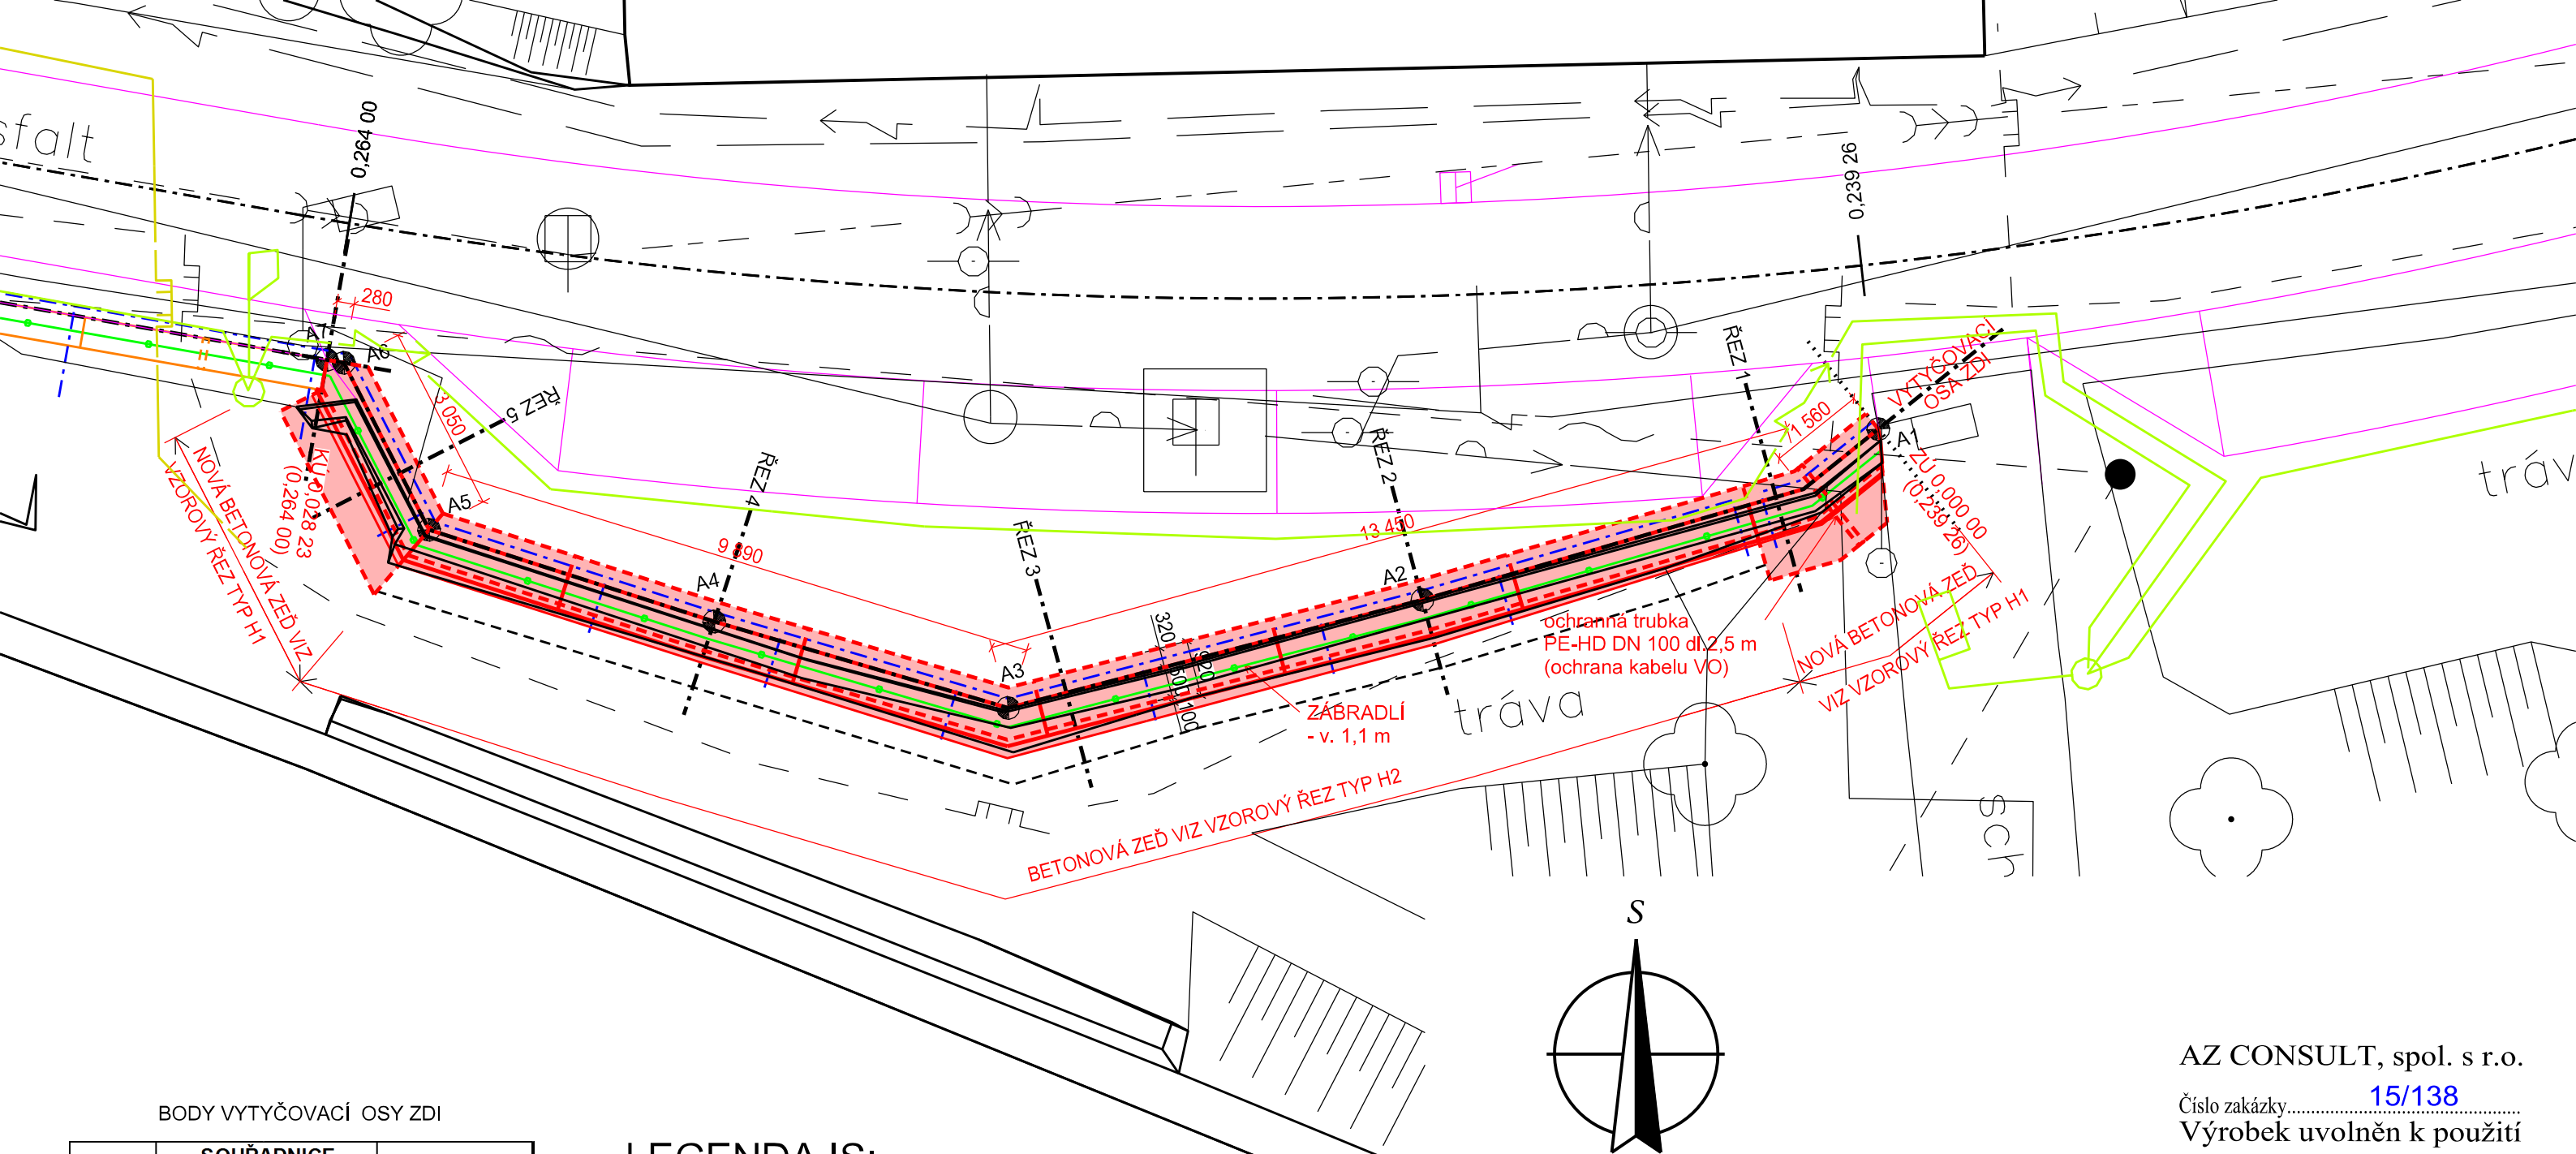 sfalt
0,264 00
0,239 26
280
A7
A6
3 050
ŘEZ 5
A5
ŘEZ 4
A4
9 890
ŘEZ 3
A3
ŘEZ 2
A2
13 450
ŘEZ 1
1 560
A1
VYTYČOVACÍ
OSA ZDI
ZÚ 0,000 00
(0,239 26)
KÚ 0,028 23
(0,264 00)
NOVÁ BETONOVÁ ZEĎ VIZ
VZOROVÝ ŘEZ TYP H1
320
920
ochranná trubka
PE-HD DN 100 dl.2,5 m
(ochrana kabelu VO)
NOVÁ BETONOVÁ ZEĎ
VIZ VZOROVÝ ŘEZ TYP H1
ZÁBRADLÍ
- v. 1,1 m
tráva
tráv
BETONOVÁ ZEĎ VIZ VZOROVÝ ŘEZ TYP H2
Sch
S
AZ CONSULT, spol. s r.o.
Číslo zakázky 15/138
Výrobek uvolněn k použití
BODY VYTYČOVACÍ OSY ZDI
SOUŘADNICE
LEGENDA IS: